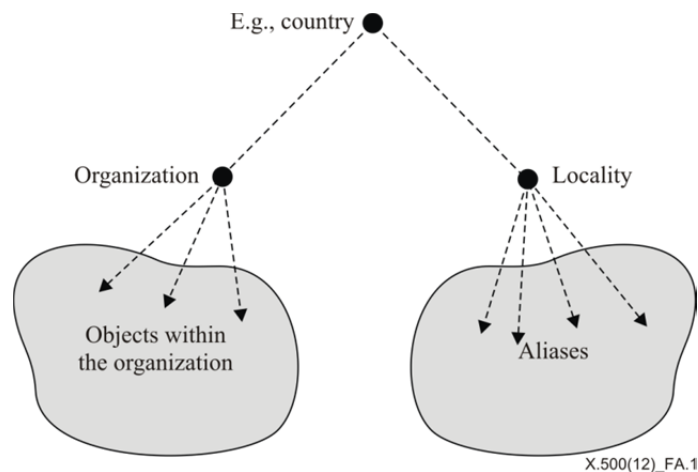 E.g., country
Organization
Locality
Objects within
the organization
Aliases
X.500(12)_FA.1